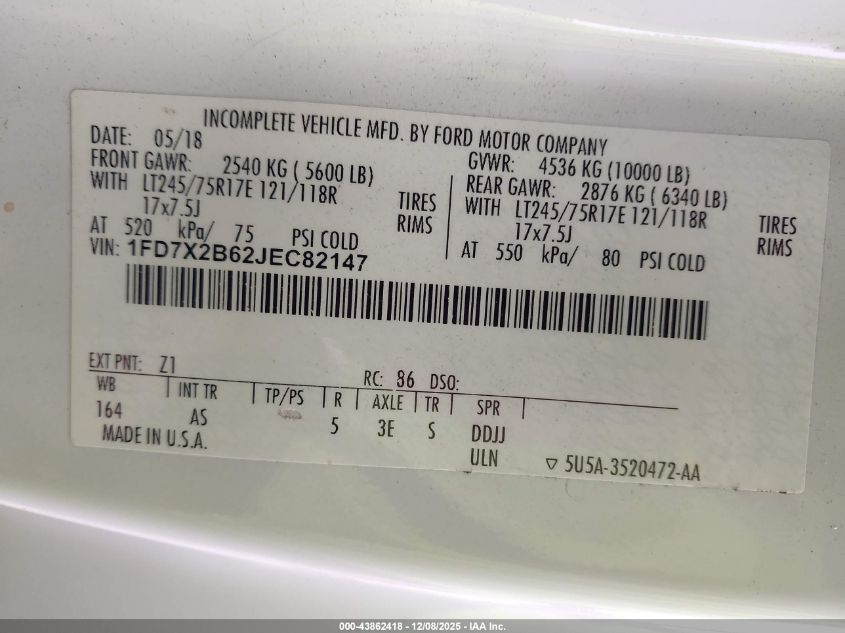 INCOMPLETE VEHICLE MFD. BY FORD MOTOR COMPANY
DATE: 05/18
GVWR: 4536 KG (10000 LB)
FRONT GAWR: 2540 KG ( 5600 LB)
WITH LT245/75R17E 121/118R TIRES
17x7.5J RIMS
AT 520 kPa/ 75 PSI COLD
REAR GAWR: 2876 KG ( 6340 LB)
WITH LT245/75R17E 121/118R TIRES
17x7.5J RIMS
AT 550 kPa/ 80 PSI COLD
VIN: 1FD7X2B62JEC82147
EXT PNT: Z1 RC: 86 DSO:
WB INT TR TP/PS R AXLE TR SPR
164 AS 5 3E S DDJJ
MADE IN U.S.A. ULN ▽ 5U5A-3520472-AA
000-43862418 - 12/08/2025 - IAA Inc.